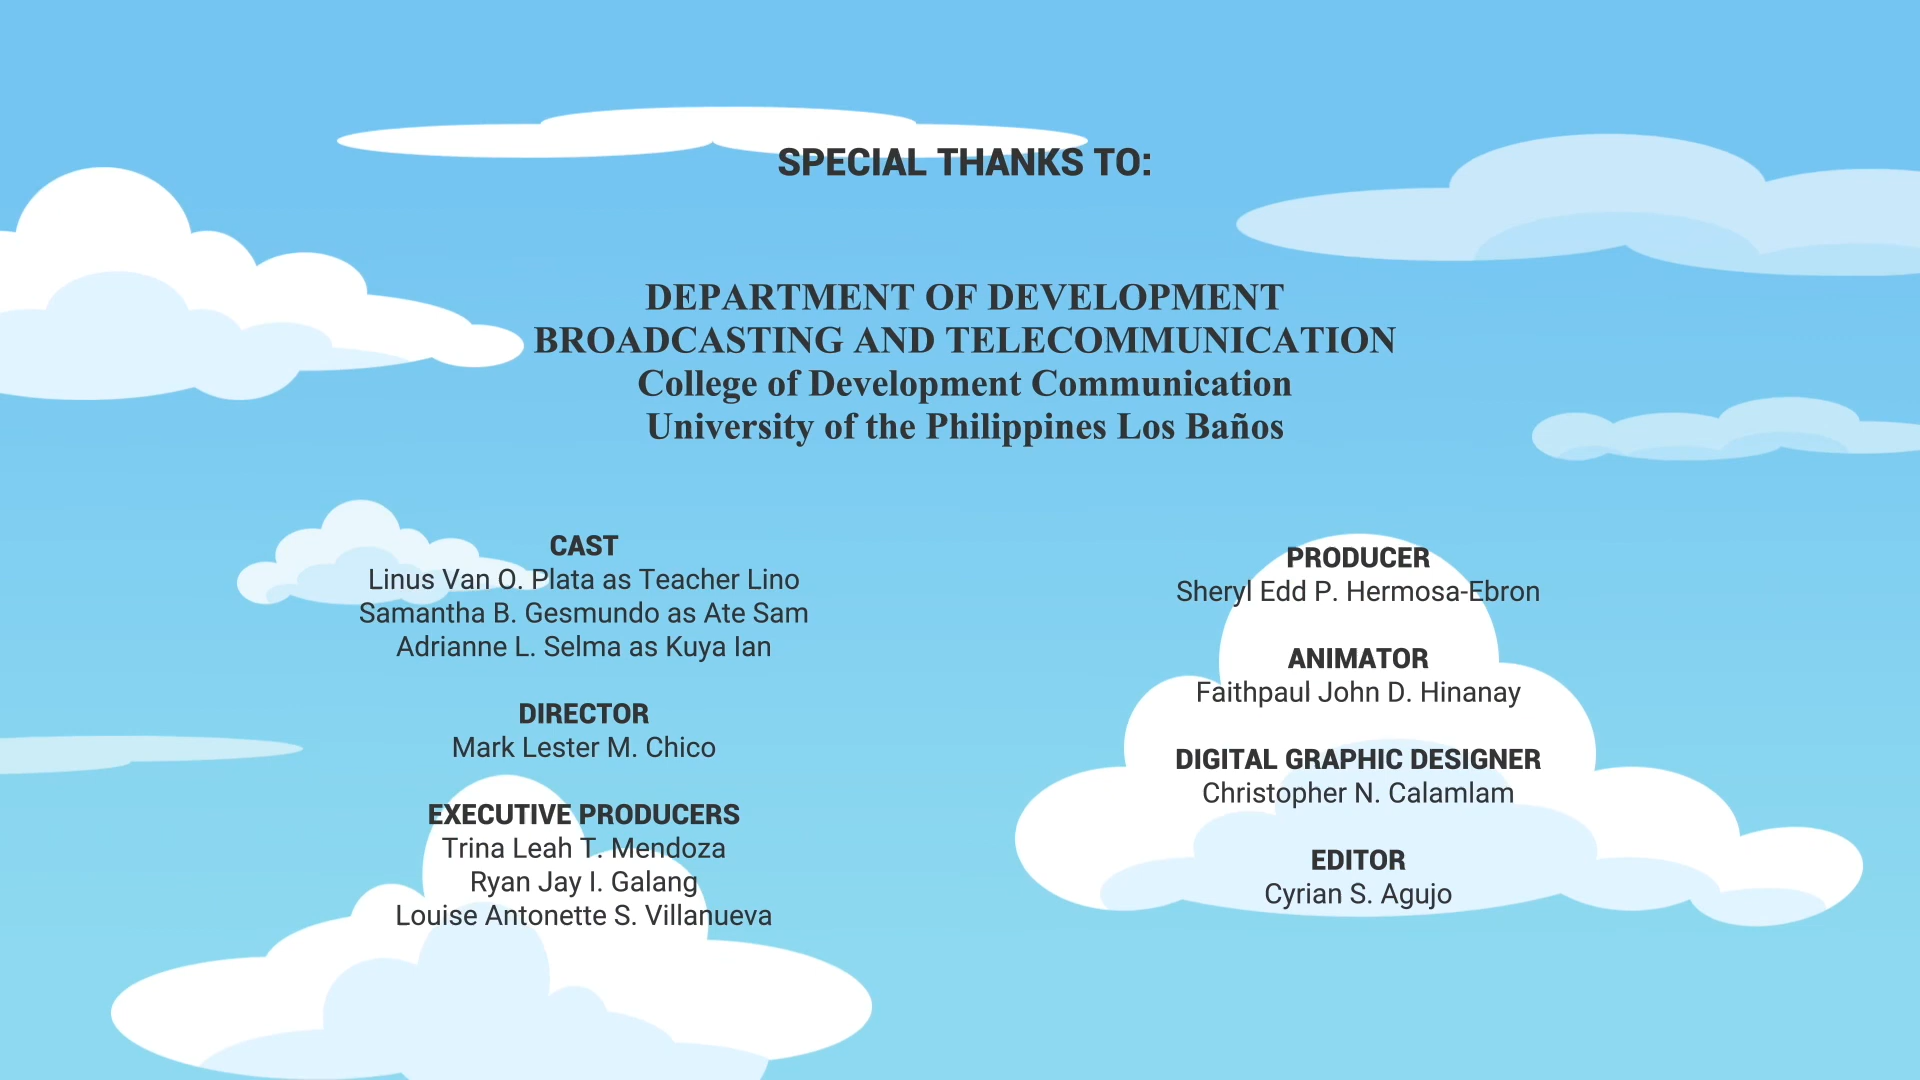 SPECIAL THANKS TO:
DEPARTMENT OF DEVELOPMENT
BROADCASTING AND TELECOMMUNICATION
College of Development Communication
University of the Philippines Los Baños
CAST
Linus Van O. Plata as Teacher Lino
Samantha B. Gesmundo as Ate Sam
Adrianne L. Selma as Kuya Ian
DIRECTOR
Mark Lester M. Chico
EXECUTIVE PRODUCERS
Trina Leah T. Mendoza
Ryan Jay I. Galang
Louise Antonette S. Villanueva
PRODUCER
Sheryl Edd P. Hermosa-Ebron
ANIMATOR
Faithpaul John D. Hinanay
DIGITAL GRAPHIC DESIGNER
Christopher N. Calamlam
EDITOR
Cyrian S. Agujo